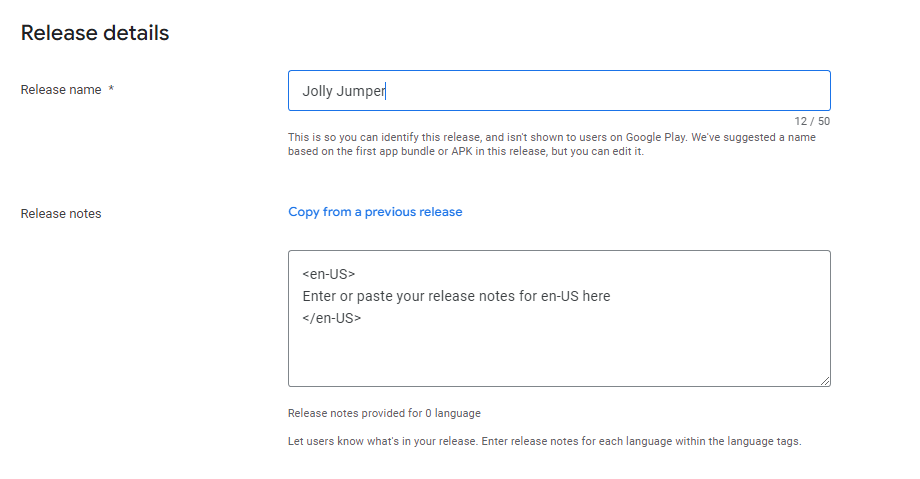 Release details
Release name *
Jolly Jumper
12 / 50
This is so you can identify this release, and isn't shown to users on Google Play. We've suggested a name
based on the first app bundle or APK in this release, but you can edit it.
Release notes
Copy from a previous release
<en-US>
Enter or paste your release notes for en-US here
</en-US>
Release notes provided for 0 language
Let users know what's in your release. Enter release notes for each language within the language tags.